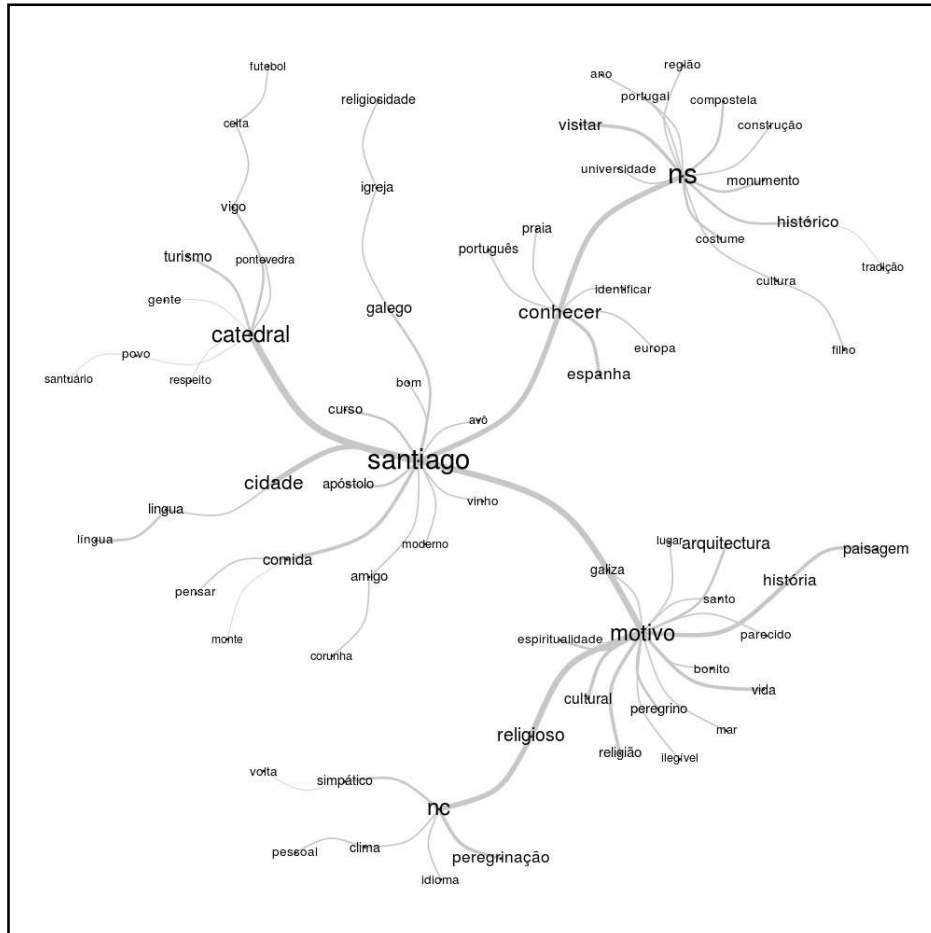 futebol
região
ano
portugal
religiosidade
compostela
celta
visitar
construção
universidade
ns
monumento
igreja
vigo
histórico
praia
costume
português
turismo
pontevedra
tradição
cultura
identificar
gente
galego
conhecer
catedral
europa
filho
povo
santuário
respeito
espanha
bom
curso
avô
santiago
cidade
apóstolo
vinho
lingua
língua
moderno
arquitectura
lugar
paisagem
comida
galiza
amigo
história
pensar
santo
motivo
parecido
monte
espiritualidade
corunha
bonito
vida
cultural
peregrino
mar
religioso
religião
ilegível
volta
simpático
nc
clima
pessoal
peregrinação
idioma